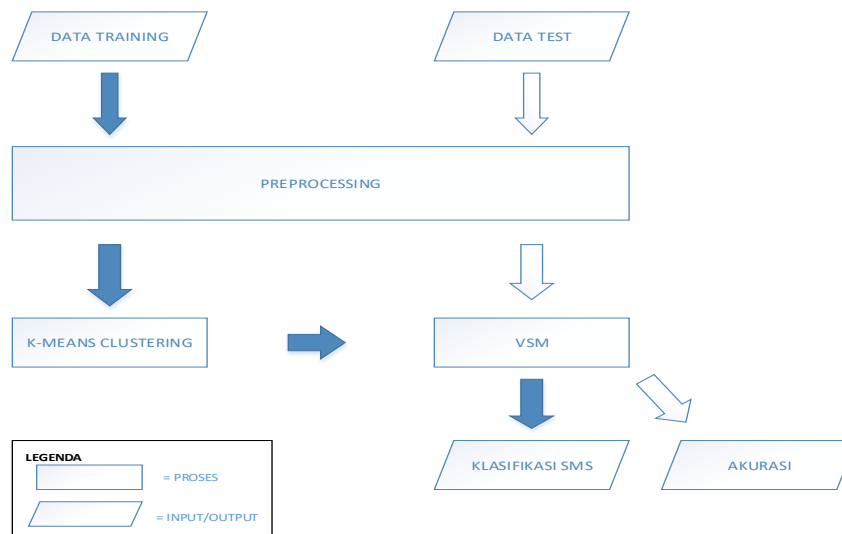 DATA TRAINING
DATA TEST
PREPROCESSING
K-MEANS CLUSTERING
VSM
KLASIFIKASI SMS
AKURASI
LEGENDA
= PROSES
= INPUT/OUTPUT